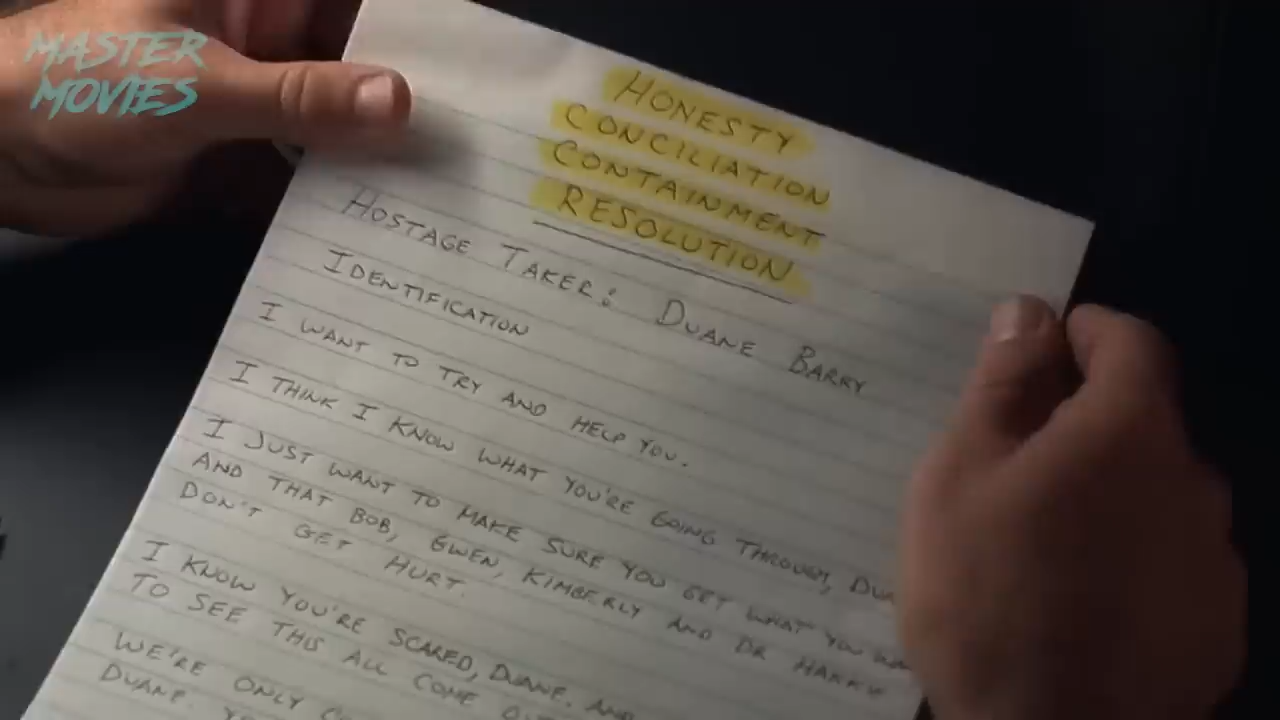 MASTER
MOVIES
HONESTY
CONCILIATION
CONTAINMENT
RESOLUTION
HOSTAGE TAKER: DUANE BARRY
IDENTIFICATION
I WANT TO TRY AND HELP YOU.
I THINK I KNOW WHAT YOU'RE GOING THROUGH,
I JUST WANT TO MAKE SURE YOU GET WHAT YOU
AND THAT BOB, GWEN, KIMBERLY AND DR
DON'T GET HURT.
I KNOW YOU'RE SCARED, DUANE. AND
TO SEE THIS ALL COME
WE'RE ONLY
DUANE.